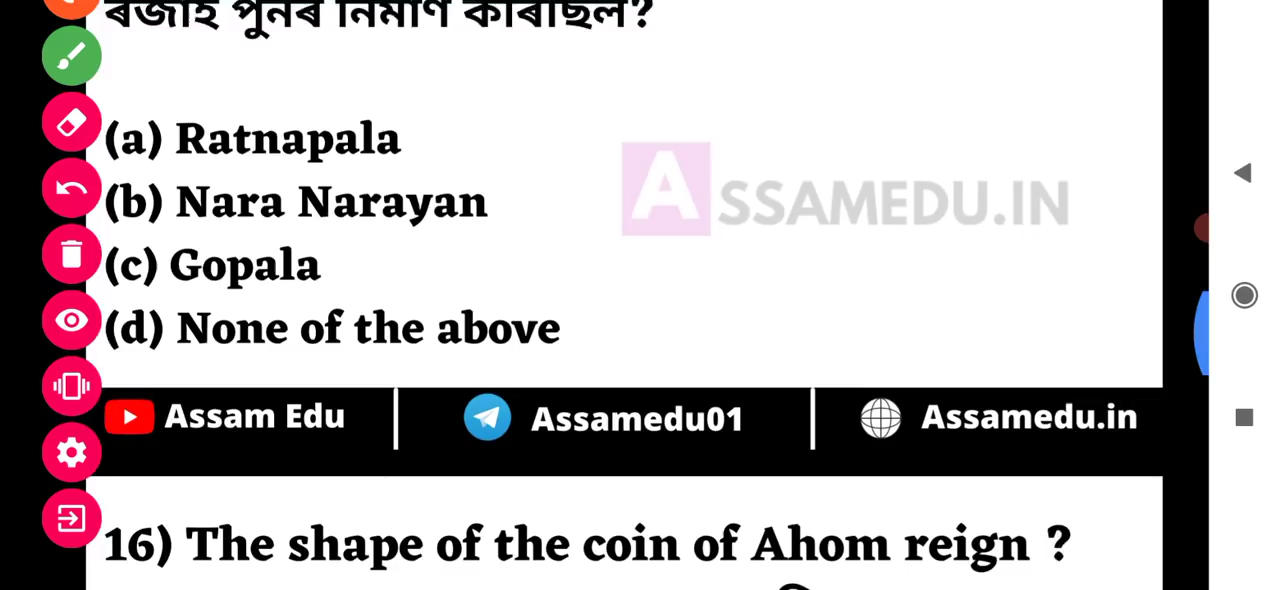 ৰজাই পুনৰ নিৰ্মাণ কৰিছিল?
(a) Ratnapala
ASSAMEDU.IN
(b) Nara Narayan
(c) Gopala
(d) None of the above
Assam Edu
Assamedu01
Assamedu.in
16) The shape of the coin of Ahom reign ?